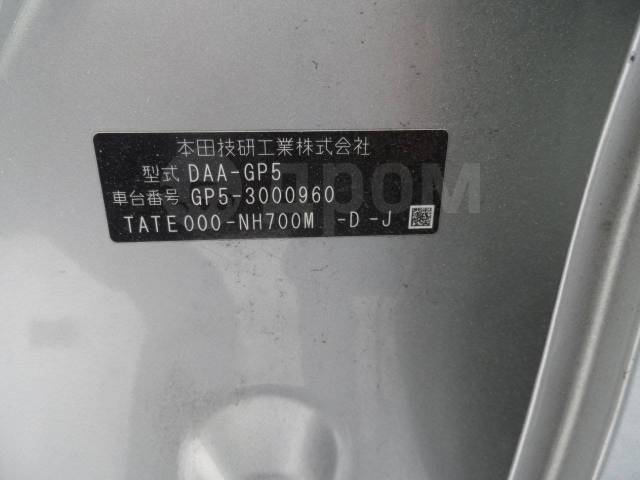 本田技研工業株式会社
型式 DAA-GP5
車台番号 GP5-3000960
TATE000-NH700M -D -J
дром